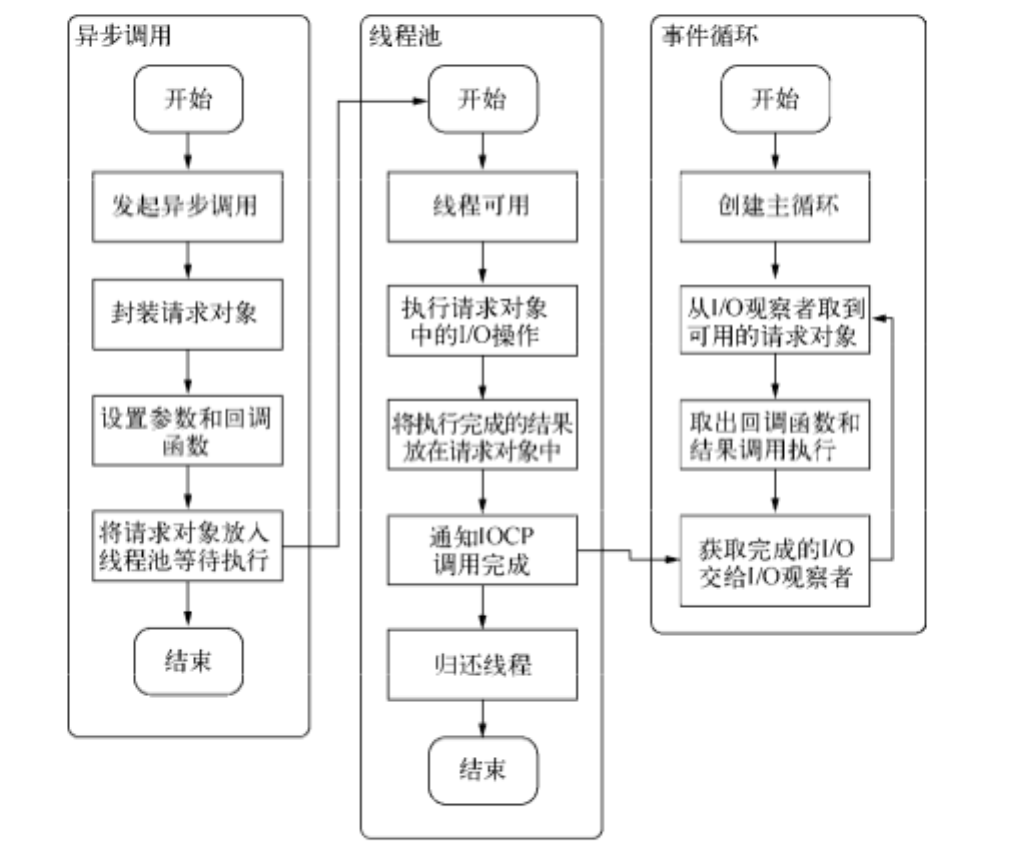 异步调用
开始
发起异步调用
封装请求对象
设置参数和回调
函数
将请求对象放入
线程池等待执行
结束
线程池
开始
线程可用
执行请求对象
中的I/O操作
将执行完成的结果
放在请求对象中
通知IOCP
调用完成
归还线程
结束
事件循环
开始
创建主循环
从I/O观察者取到
可用的请求对象
取出回调函数和
结果调用执行
获取完成的I/O
交给I/O观察者